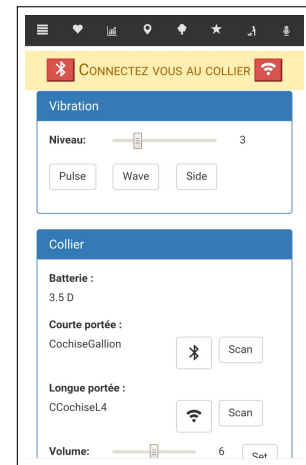 CONNECTEZ VOUS AU COLLIER
Vibration
Niveau: 3
Pulse Wave Side
Collier
Batterie :
3.5 D
Courte portée :
CochiseGallion Scan
Longue portée :
CCochiseL4 Scan
Volume: 6 Set